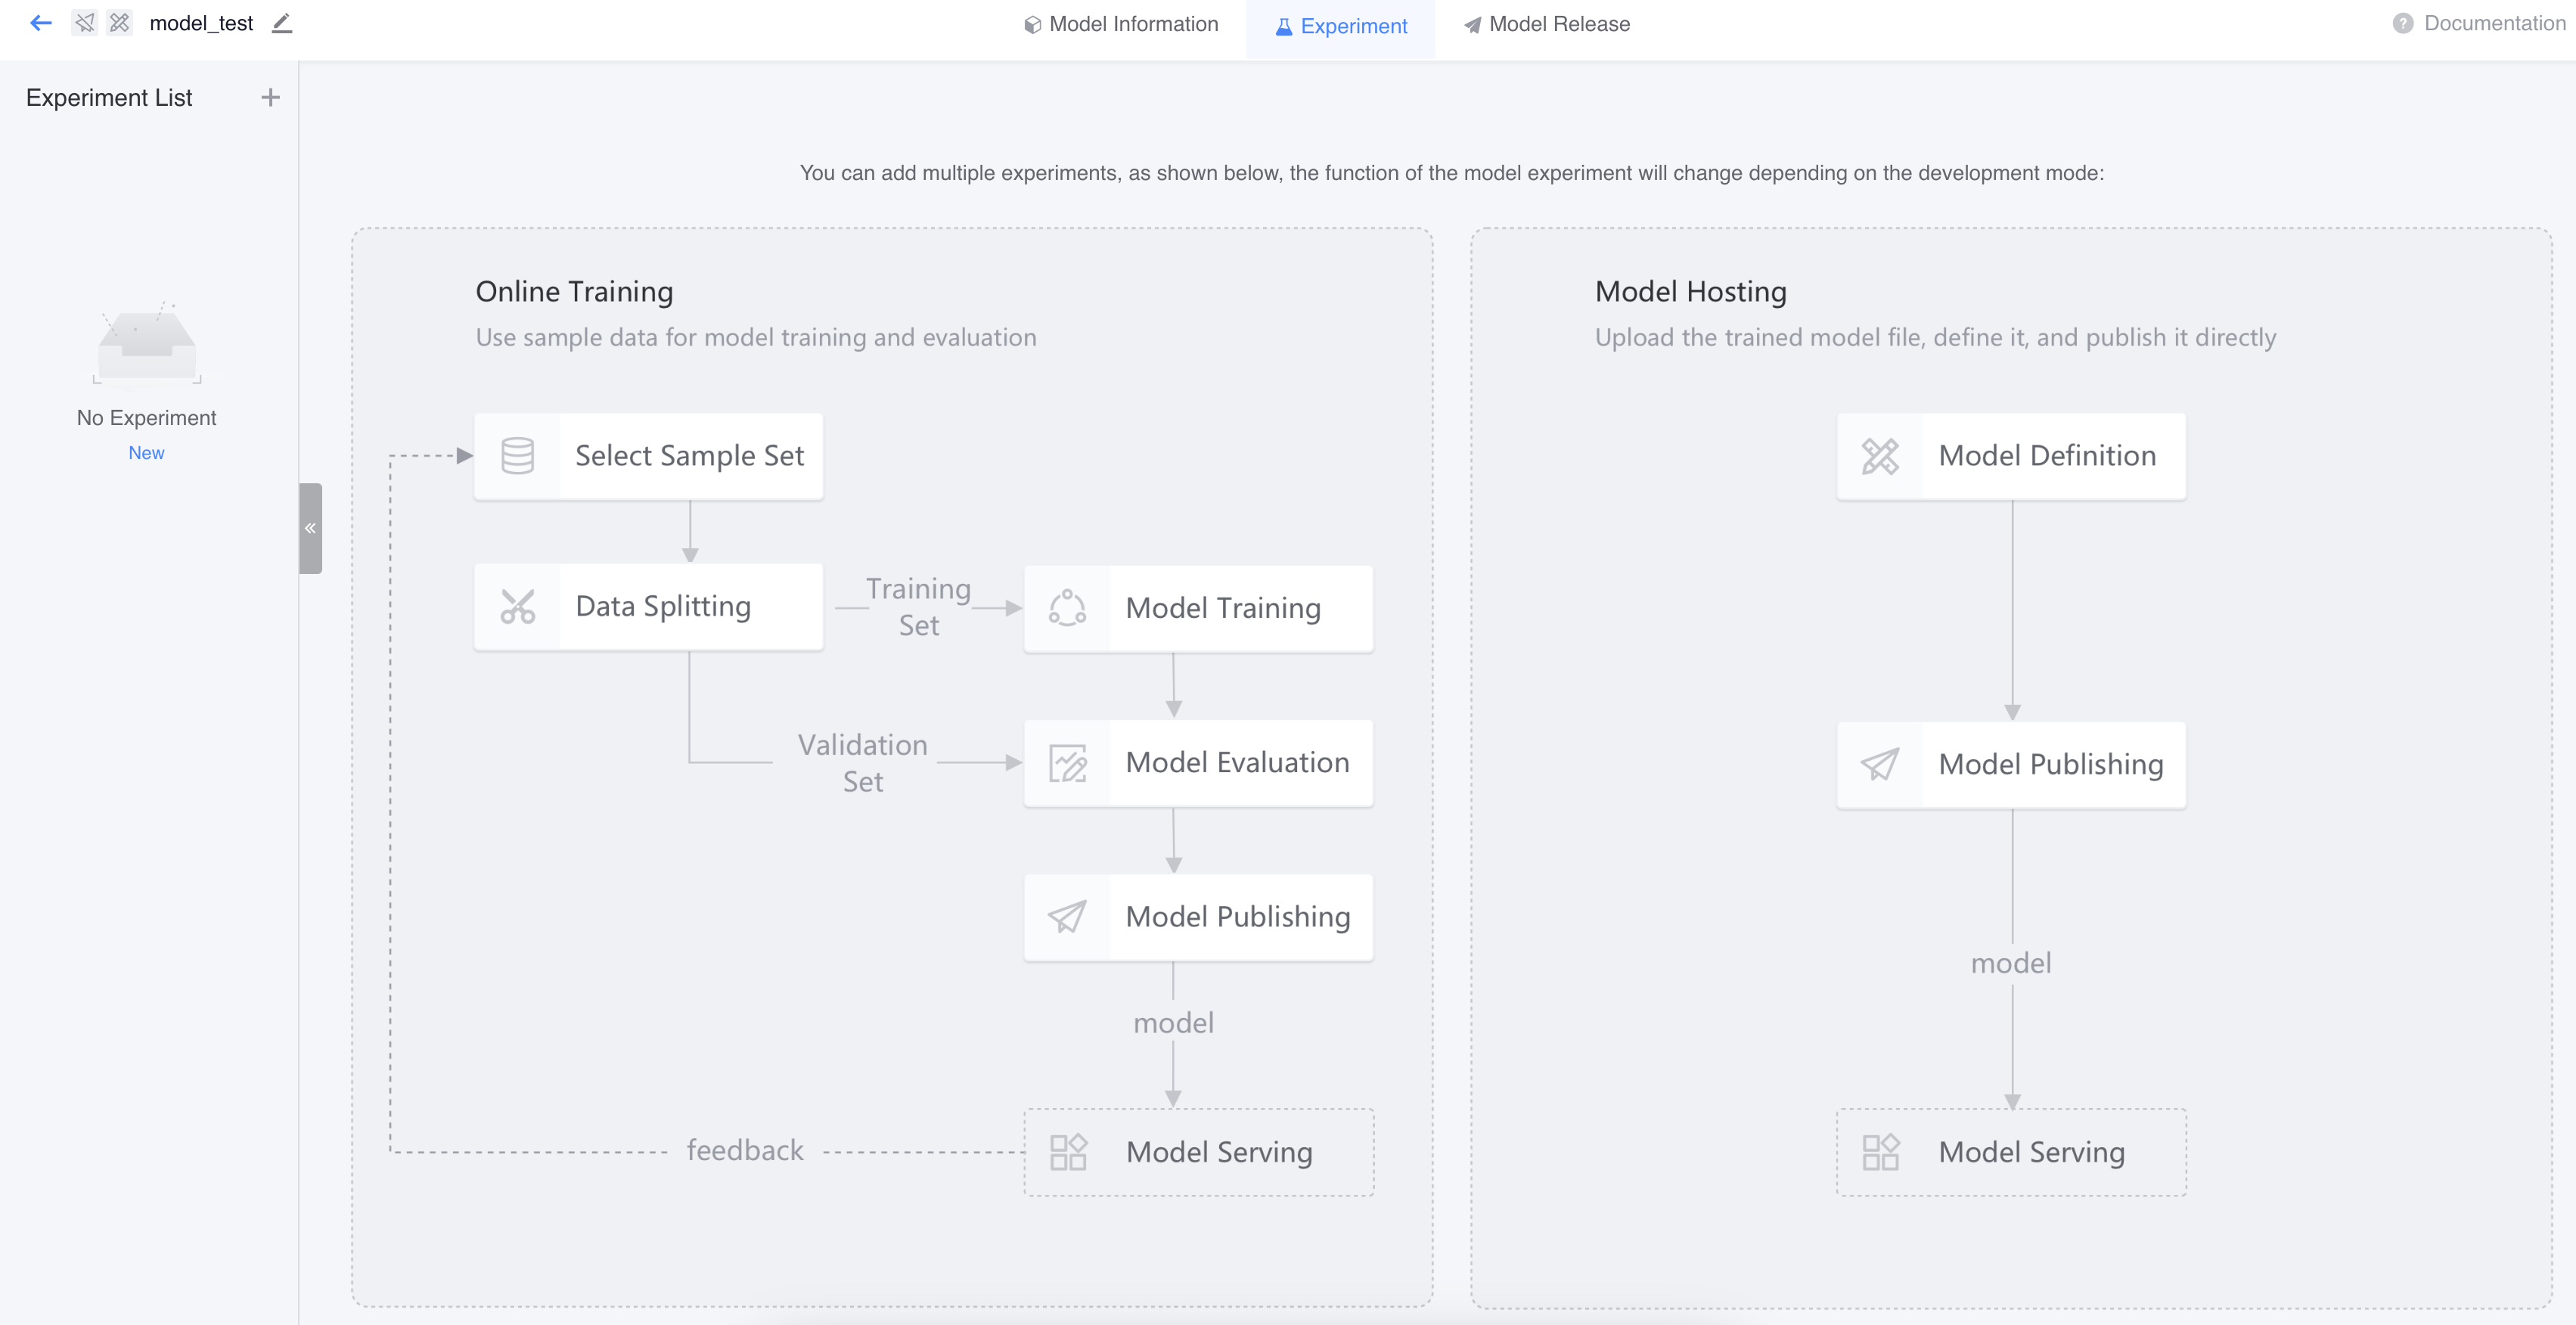 model_test
Model Information
Experiment
Model Release
Documentation
Experiment List
No Experiment
New
You can add multiple experiments, as shown below, the function of the model experiment will change depending on the development mode:
Online Training
Use sample data for model training and evaluation
Select Sample Set
Data Splitting
Training
Set
Model Training
Validation
Set
Model Evaluation
Model Publishing
model
feedback
Model Serving
Model Hosting
Upload the trained model file, define it, and publish it directly
Model Definition
Model Publishing
model
Model Serving